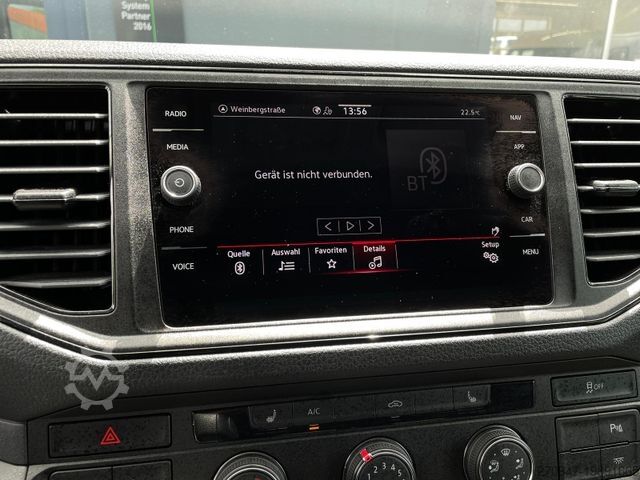 System
Partner
2016
RADIO
Weinbergstraße
13:56
22.5°C
NAV
MEDIA
APP
Gerät ist nicht verbunden.
BT
PHONE
CAR
Quelle
Auswahl
Favoriten
Details
Setup
VOICE
MENU
A/C
OFF